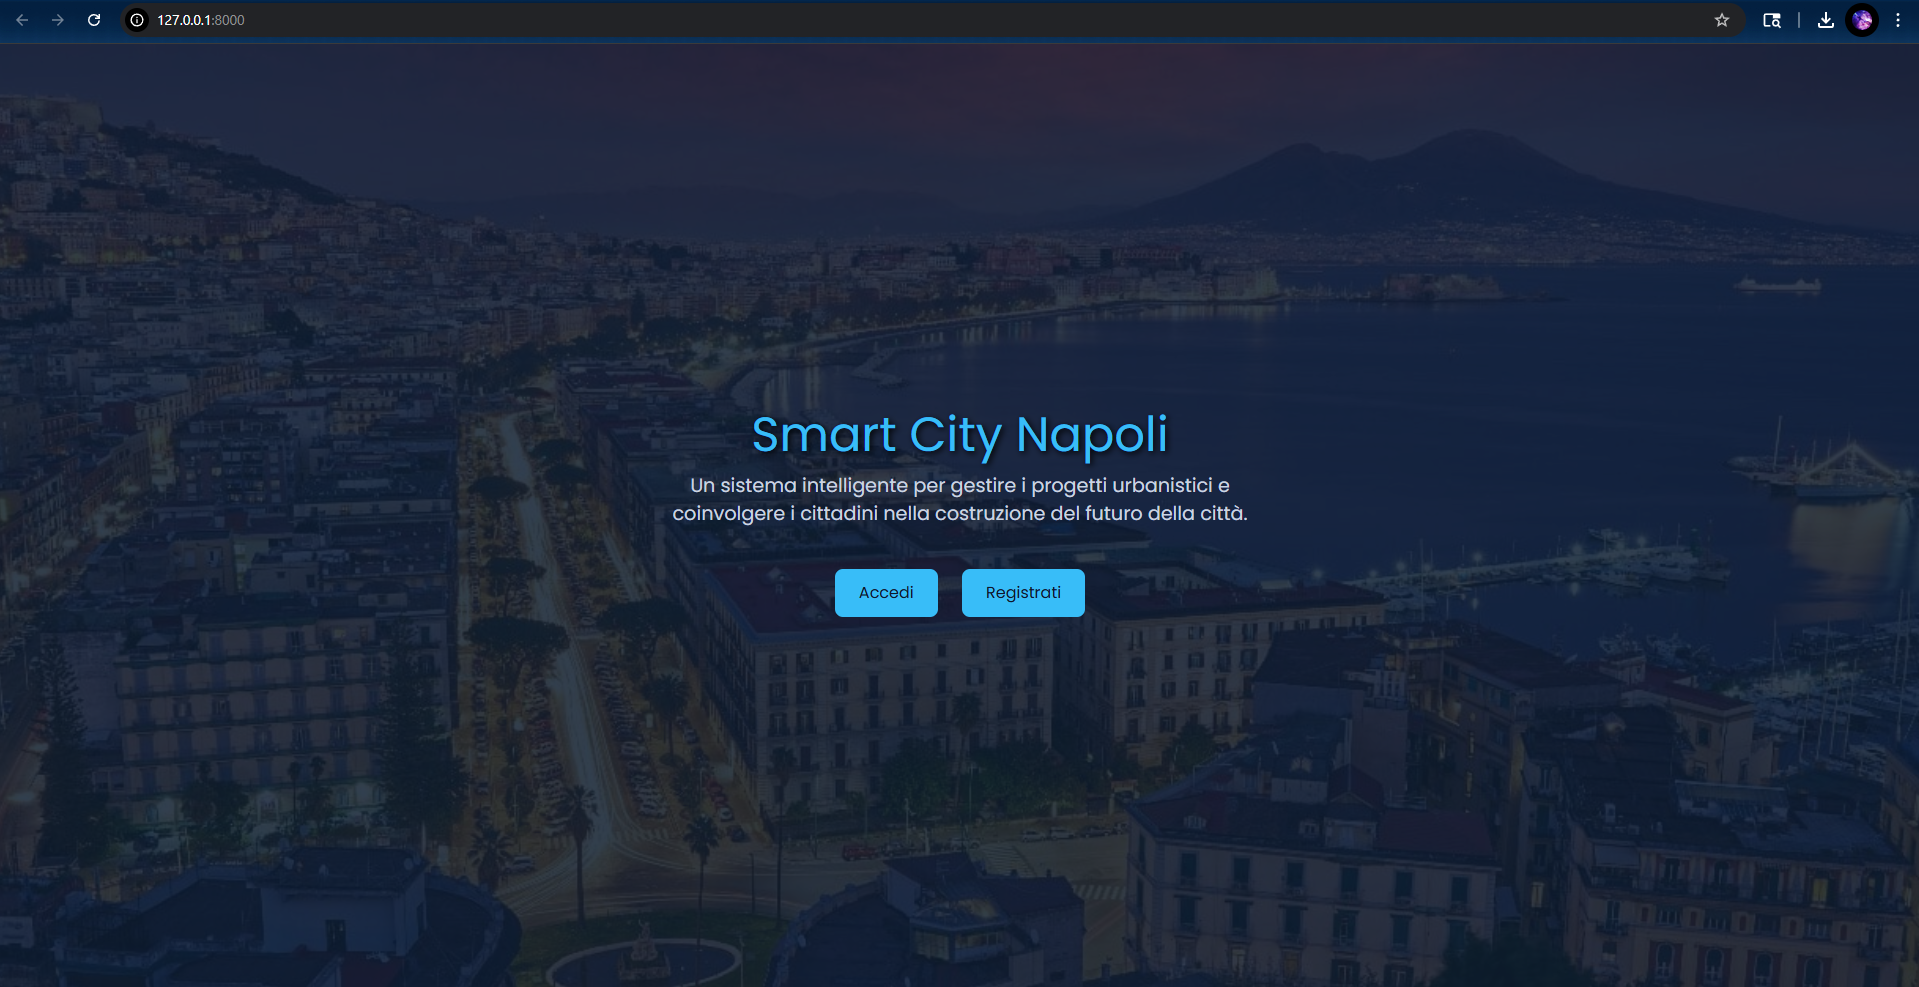 127.0.0.1:8000
Smart City Napoli
Un sistema intelligente per gestire i progetti urbanistici e
coinvolgere i cittadini nella costruzione del futuro della città.
Accedi
Registrati